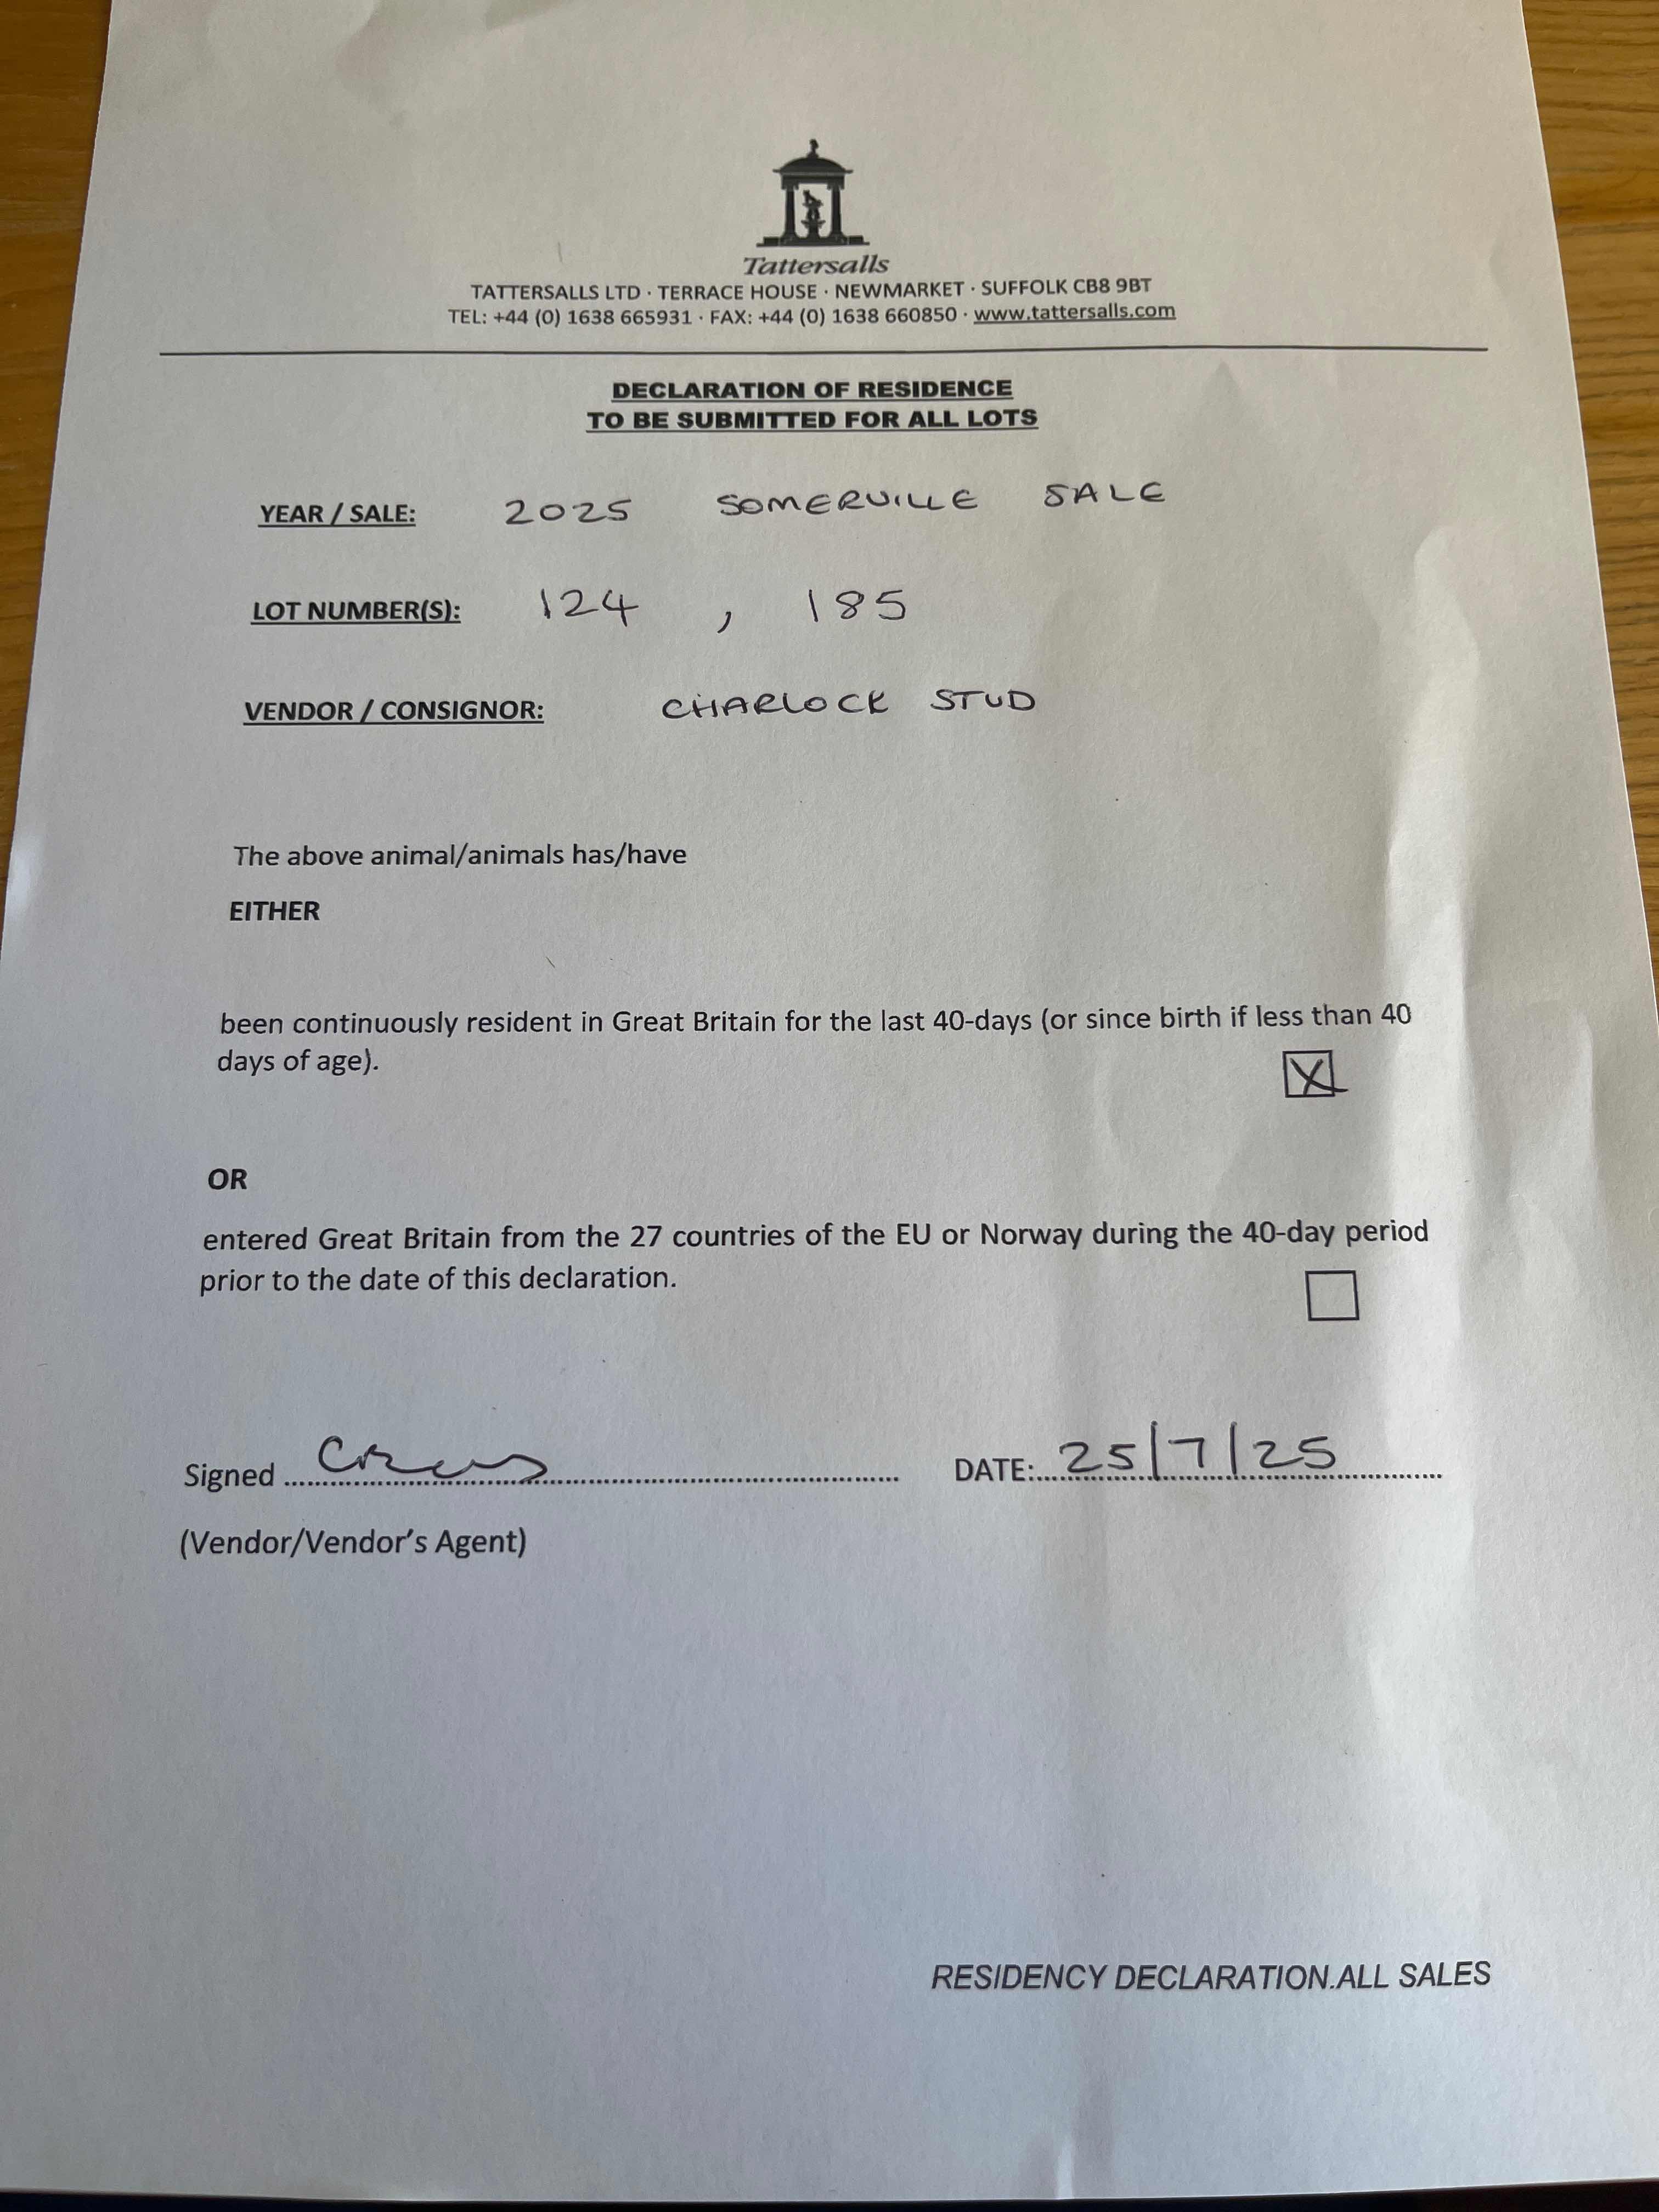 Tattersalls
TATTERSALLS LTD · TERRACE HOUSE · NEWMARKET · SUFFOLK CB8 9BT
TEL: +44 (0) 1638 665931 · FAX: +44 (0) 1638 660850 · www.tattersalls.com
DECLARATION OF RESIDENCE
TO BE SUBMITTED FOR ALL LOTS
YEAR / SALE: 2025 SOMERVILLE SALE
LOT NUMBER(S): 124 , 185
VENDOR / CONSIGNOR: CHARLOCK STUD
The above animal/animals has/have
EITHER
been continuously resident in Great Britain for the last 40-days (or since birth if less than 40
days of age). X
OR
entered Great Britain from the 27 countries of the EU or Norway during the 40-day period
prior to the date of this declaration.
Signed DATE: 25/7/25
(Vendor/Vendor's Agent)
RESIDENCY DECLARATION.ALL SALES